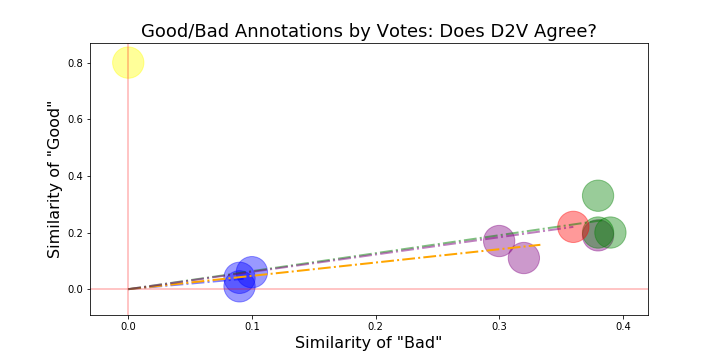 Good/Bad Annotations by Votes: Does D2V Agree?
Similarity of "Good"
0.8
0.6
0.4
0.2
0.0
0.0 0.1 0.2 0.3 0.4
Similarity of "Bad"